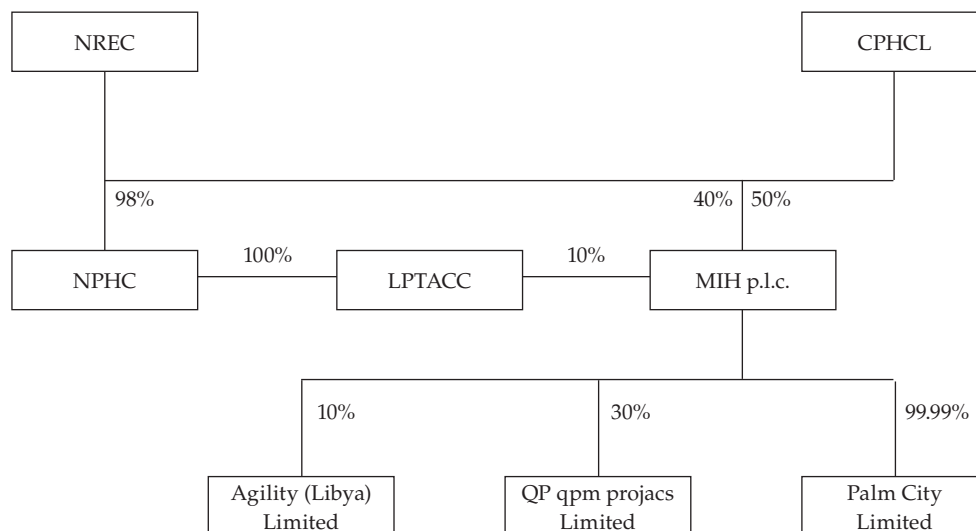 NREC
CPHCL
98%
40%
50%
NPHC
100%
LPTACC
10%
MIH p.l.c.
10%
30%
99.99%
Agility (Libya)
Limited
QP qpm projacs
Limited
Palm City
Limited